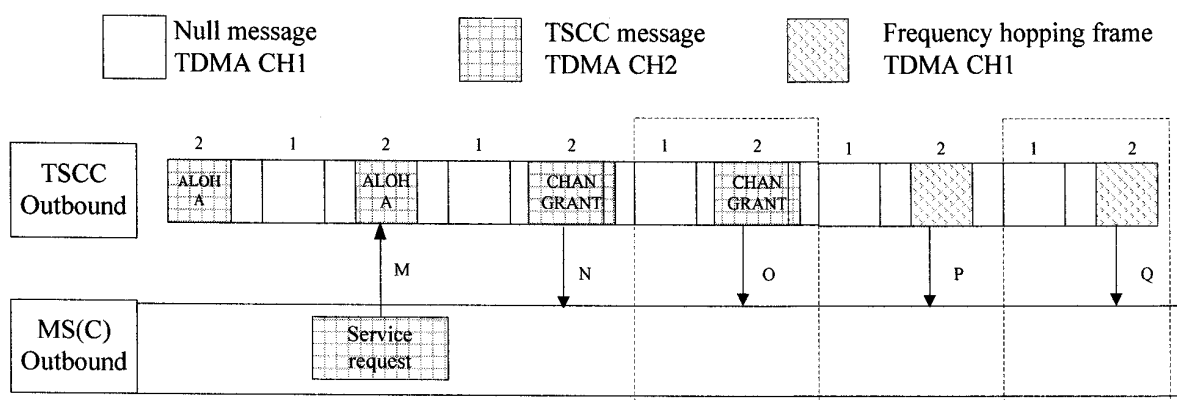 Null message
TDMA CH1
TSCC message
TDMA CH2
Frequency hopping frame
TDMA CH1
2 1 2 1 2 1 2 1 2 1 2
TSCC
Outbound
ALOH
A
ALOH
A
CHAN
GRANT
CHAN
GRANT
M
N
O
P
Q
MS(C)
Outbound
Service
request